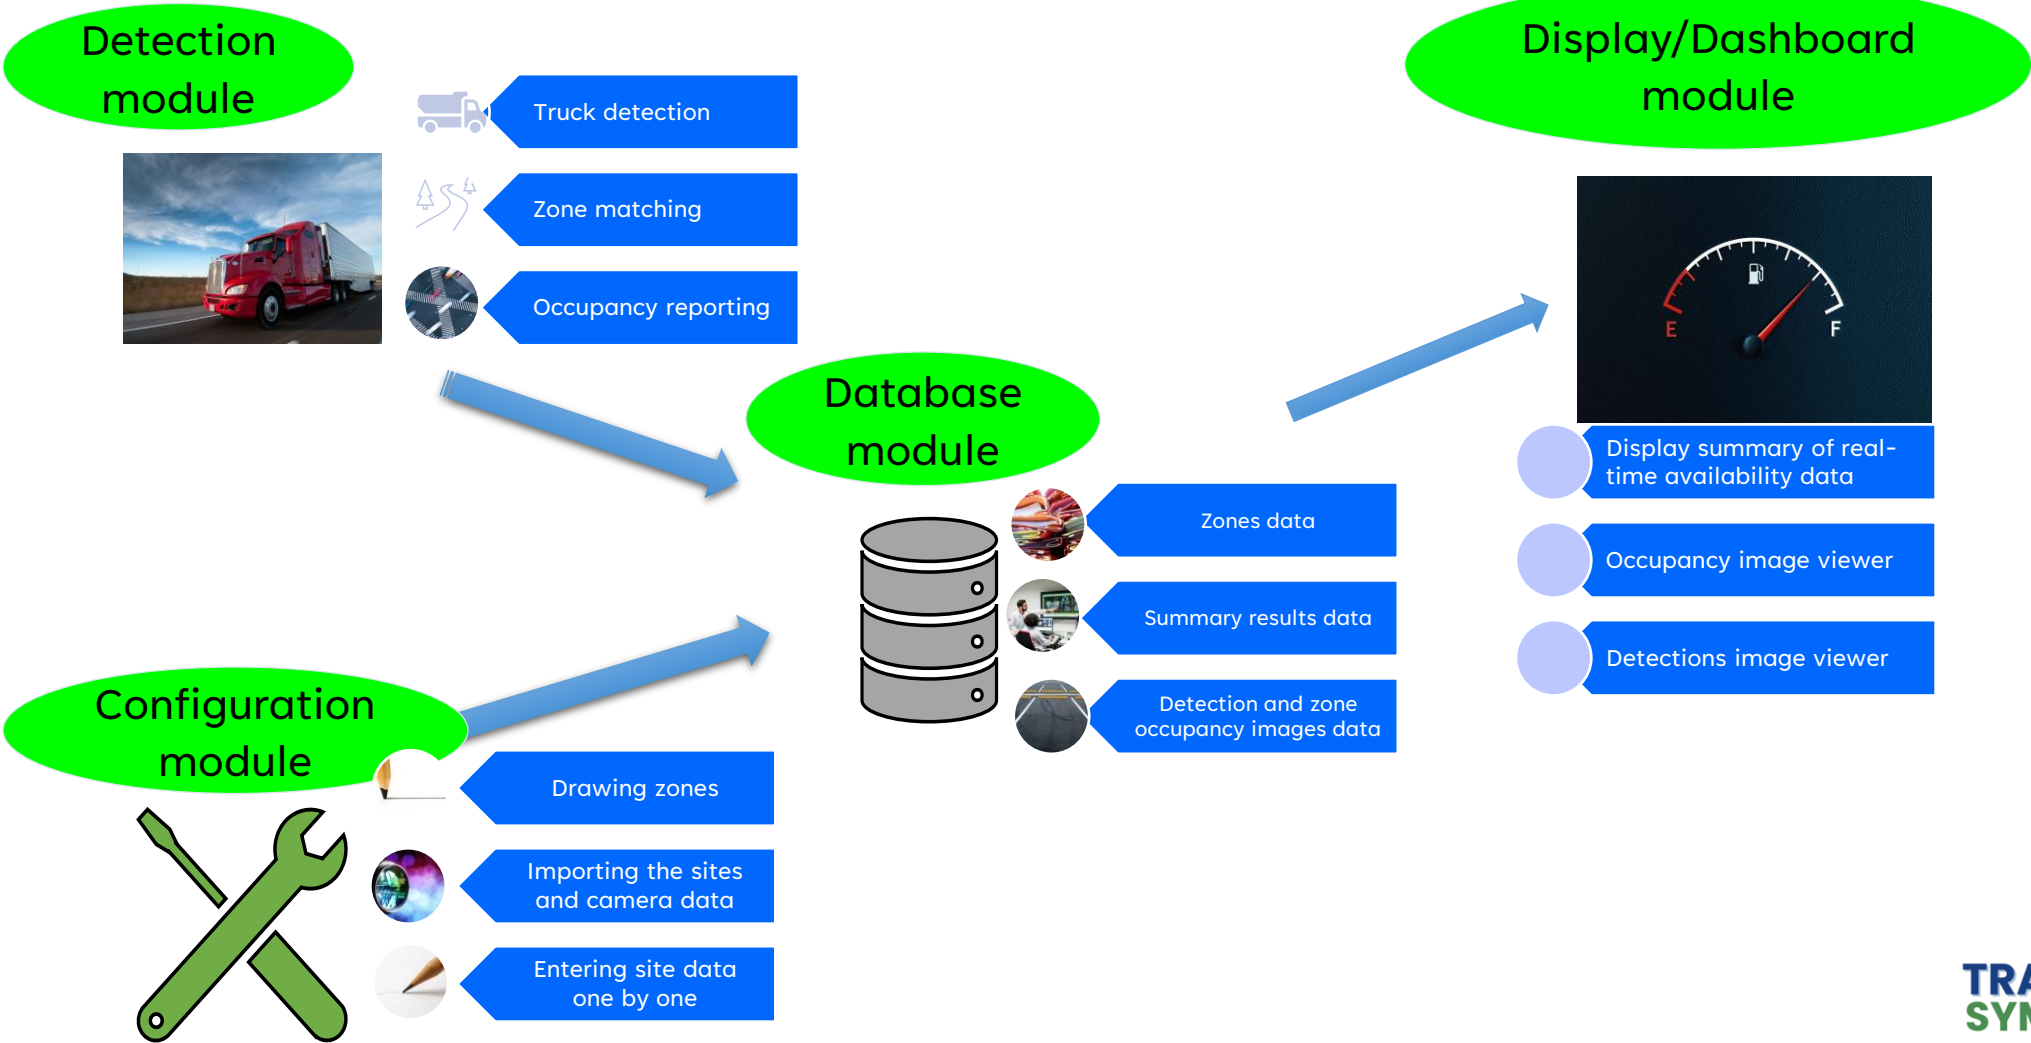 Detection
module
Truck detection
Zone matching
Occupancy reporting
Display/Dashboard
module
E
F
Display summary of real-
time availability data
Occupancy image viewer
Detections image viewer
Database
module
Zones data
Summary results data
Detection and zone
occupancy images data
Configuration
module
Drawing zones
Importing the sites
and camera data
Entering site data
one by one